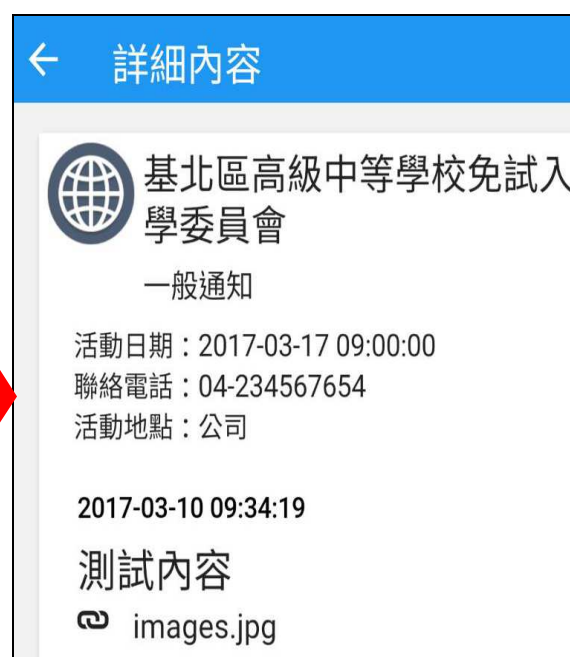 詳細內容
基北區高級中等學校免試入
學委員會
一般通知
活動日期：2017-03-17 09:00:00
聯絡電話：04-234567654
活動地點：公司
2017-03-10 09:34:19
測試內容
images.jpg